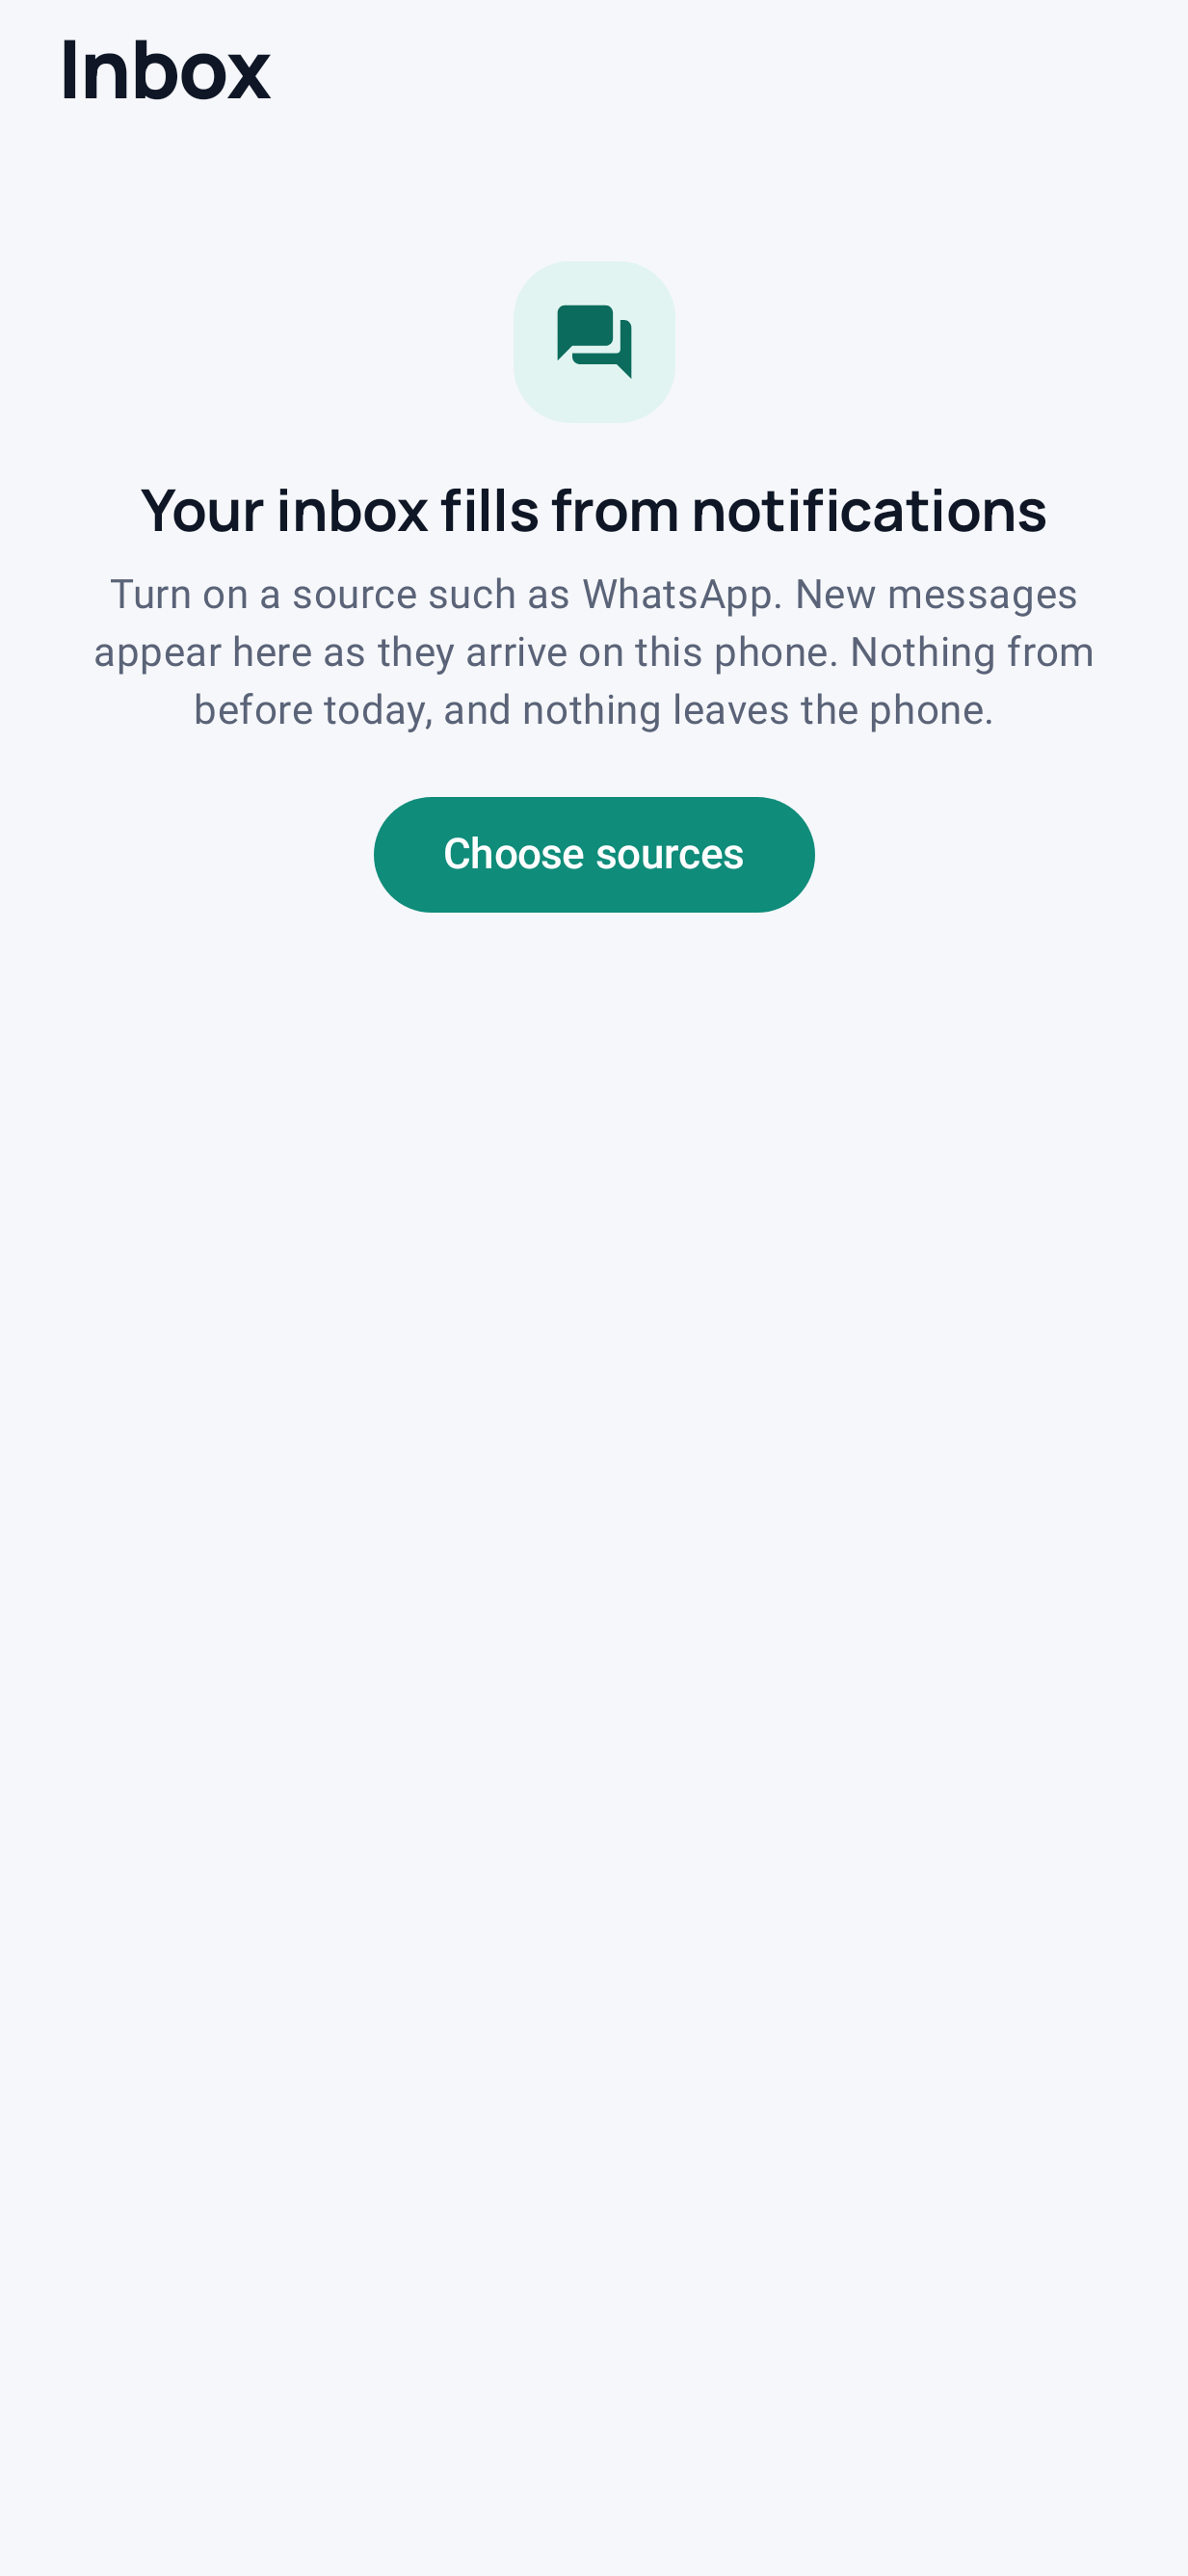 Inbox
Your inbox fills from notifications
Turn on a source such as WhatsApp. New messages
appear here as they arrive on this phone. Nothing from
before today, and nothing leaves the phone.
Choose sources